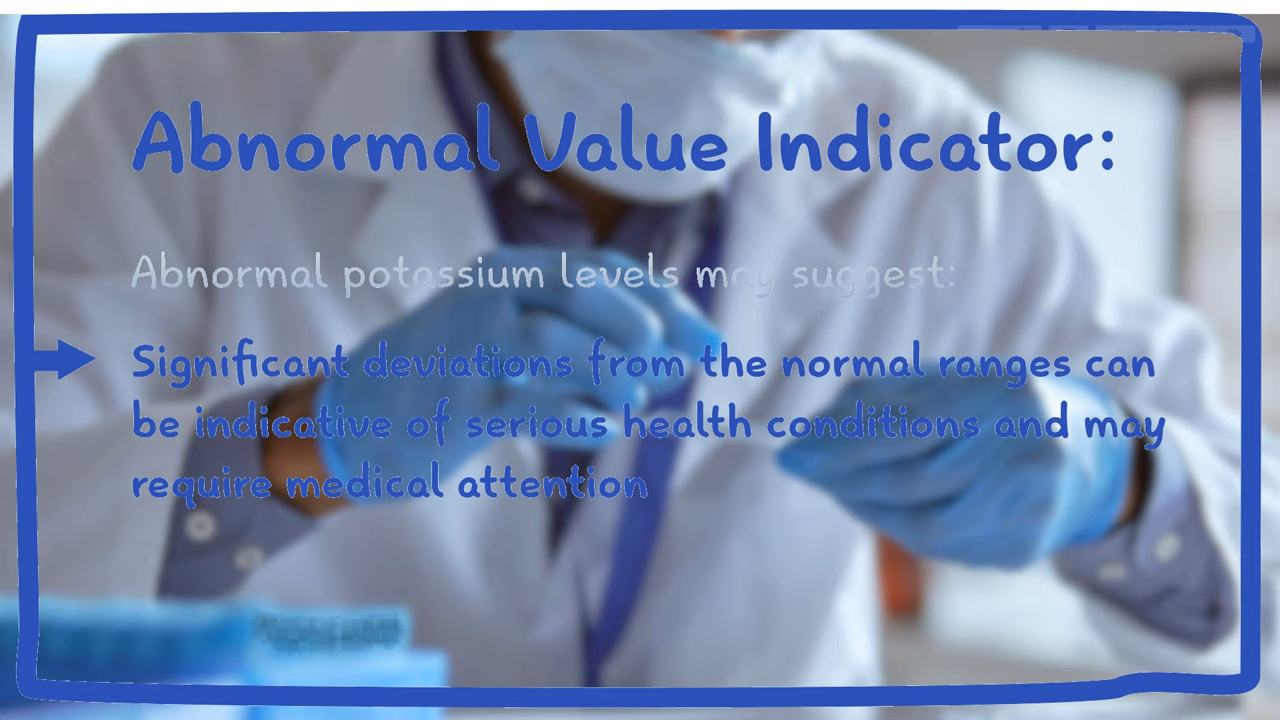 Abnormal Value Indicator:
Abnormal potassium levels may suggest:
Significant deviations from the normal ranges can
be indicative of serious health conditions and may
require medical attention